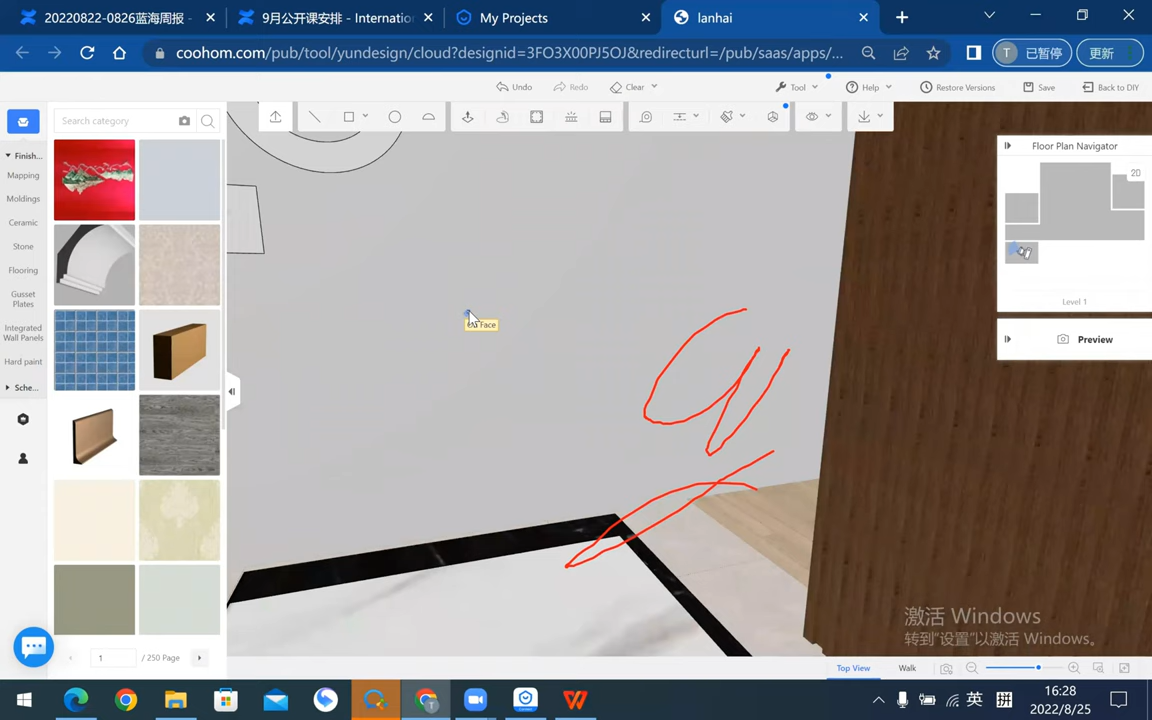 20220822-0826蓝海周报 -
9月公开课安排 - Internatio
My Projects
lanhai
coohom.com/pub/tool/yundesign/cloud?designid=3FO3X00PJ5OJ&redirecturl=/pub/saas/apps/...
T 已暂停
更新
Undo
Redo
Clear
Tool
Help
Restore Versions
Save
Back to DIY
Search category
Finish...
Mapping
Moldings
Ceramic
Stone
Flooring
Gusset
Plates
Integrated
Wall Panels
Hard paint
Sche...
On Face
Floor Plan Navigator
2D
Level 1
Preview
激活 Windows
转到"设置"以激活 Windows。
1 / 250 Page
Top View
Walk
英
拼
16:28
2022/8/25